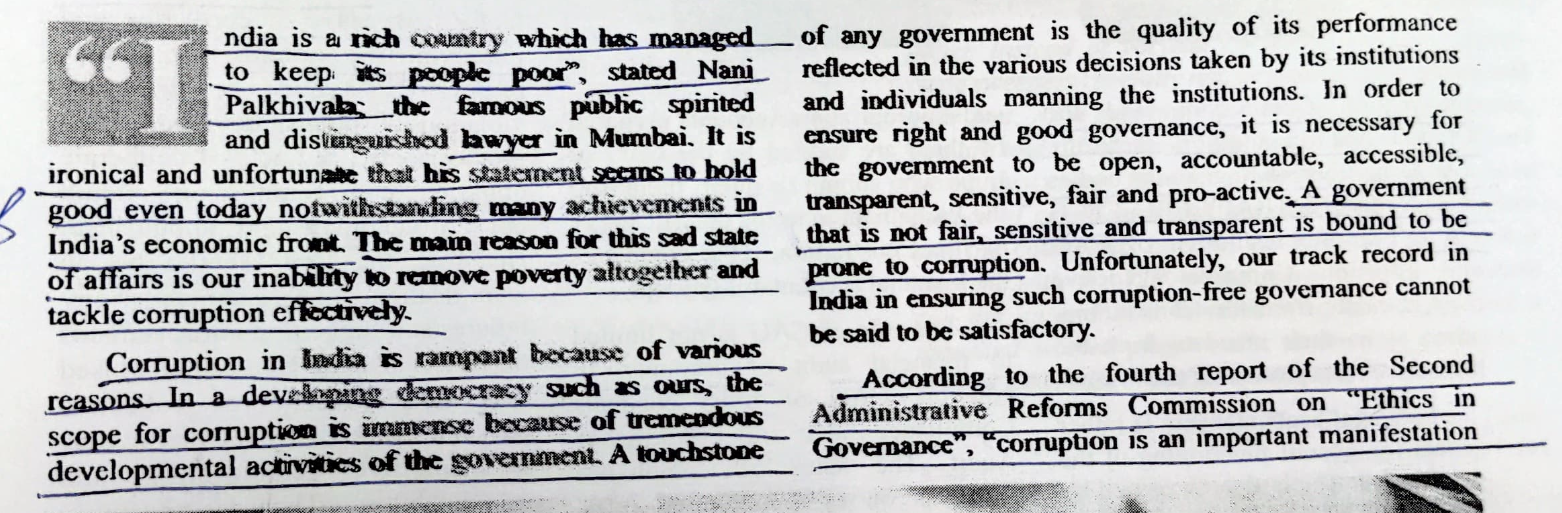 “India is a rich country which has managed
to keep its people poor”, stated Nani
Palkhivala; the famous public spirited
and distinguished lawyer in Mumbai. It is
ironical and unfortunate that his statement seems to hold
good even today notwithstanding many achievements in
India’s economic front. The main reason for this sad state
of affairs is our inability to remove poverty altogether and
tackle corruption effectively.
Corruption in India is rampant because of various
reasons. In a developing democracy such as ours, the
scope for corruption is immense because of tremendous
developmental activities of the government. A touchstone
of any government is the quality of its performance
reflected in the various decisions taken by its institutions
and individuals manning the institutions. In order to
ensure right and good governance, it is necessary for
the government to be open, accountable, accessible,
transparent, sensitive, fair and pro-active. A government
that is not fair, sensitive and transparent is bound to be
prone to corruption. Unfortunately, our track record in
India in ensuring such corruption-free governance cannot
be said to be satisfactory.
According to the fourth report of the Second
Administrative Reforms Commission on “Ethics in
Governance”, “corruption is an important manifestation